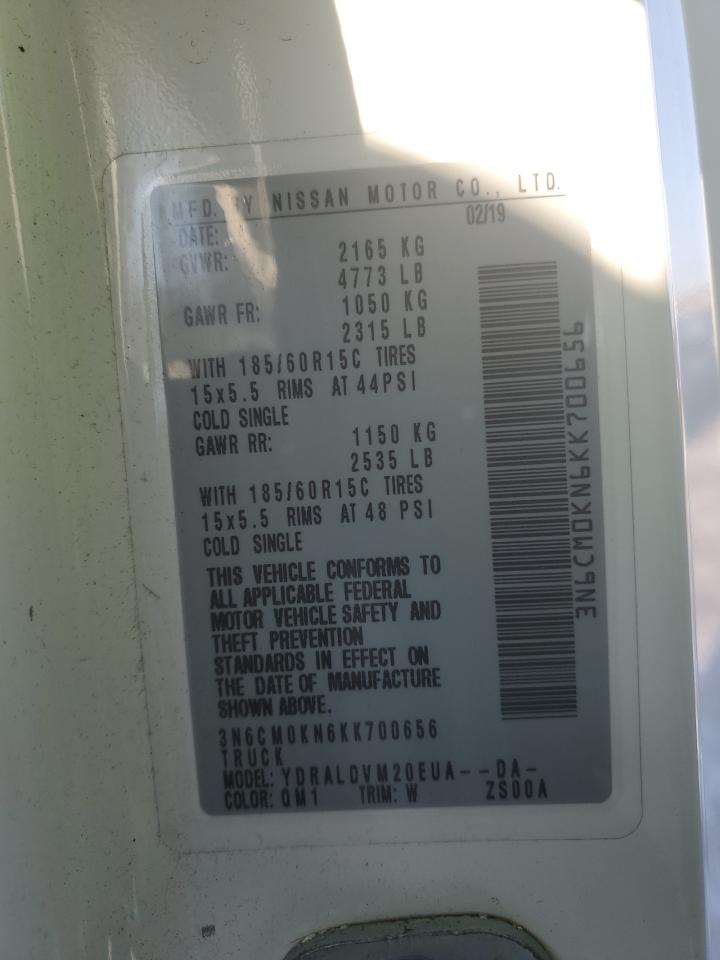 MFD. BY NISSAN MOTOR CO., LTD.
DATE: 02/19
GVWR: 2165 KG
4773 LB
GAWR FR: 1050 KG
2315 LB
WITH 185/60R15C TIRES
15x5.5 RIMS AT 44PSI
COLD SINGLE
GAWR RR: 1150 KG
2535 LB
WITH 185/60R15C TIRES
15x5.5 RIMS AT 48 PSI
COLD SINGLE
THIS VEHICLE CONFORMS TO
ALL APPLICABLE FEDERAL
MOTOR VEHICLE SAFETY AND
THEFT PREVENTION
STANDARDS IN EFFECT ON
THE DATE OF MANUFACTURE
SHOWN ABOVE.
3N6CM0KN6KK700656
TRUCK
MODEL: YDRALDVM20EUA--DA-
COLOR: QM1 TRIM: W ZS00A
3N6CM0KN6KK700656